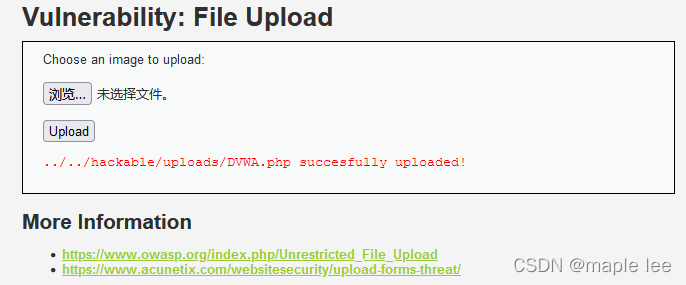 Vulnerability: File Upload
Choose an image to upload:
浏览... 未选择文件。
Upload
../../hackable/uploads/DVWA.php succesfully uploaded!
More Information
https://www.owasp.org/index.php/Unrestricted_File_Upload
https://www.acunetix.com/websitesecurity/upload-forms-threat/
CSDN @maple lee